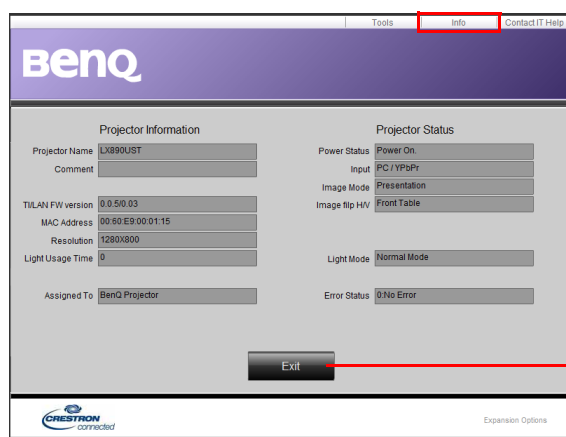 Tools Info Contact IT Help
BenQ
Projector Information Projector Status
Projector Name LX890UST Power Status Power On.
Comment Input PC / YPbPr
Image Mode Presentation
TI/LAN FW version 0.0.5/0.03 Image filp H/V Front Table
MAC Address 00:60:E9:00:01:15
Resolution 1280X800
Light Usage Time 0 Light Mode Normal Mode
Assigned To BenQ Projector Error Status 0:No Error
Exit
CRESTRON
connected
Expansion Options